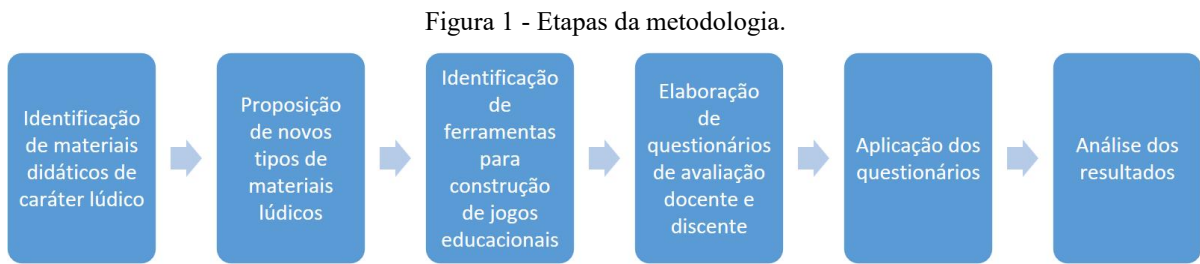 Figura 1 - Etapas da metodologia.
Identificação
de materiais
didáticos de
caráter lúdico
Proposição
de novos
tipos de
materiais
lúdicos
Identificação
de
ferramentas
para
construção
de jogos
educacionais
Elaboração
de
questionários
de avaliação
docente e
discente
Aplicação dos
questionários
Análise dos
resultados